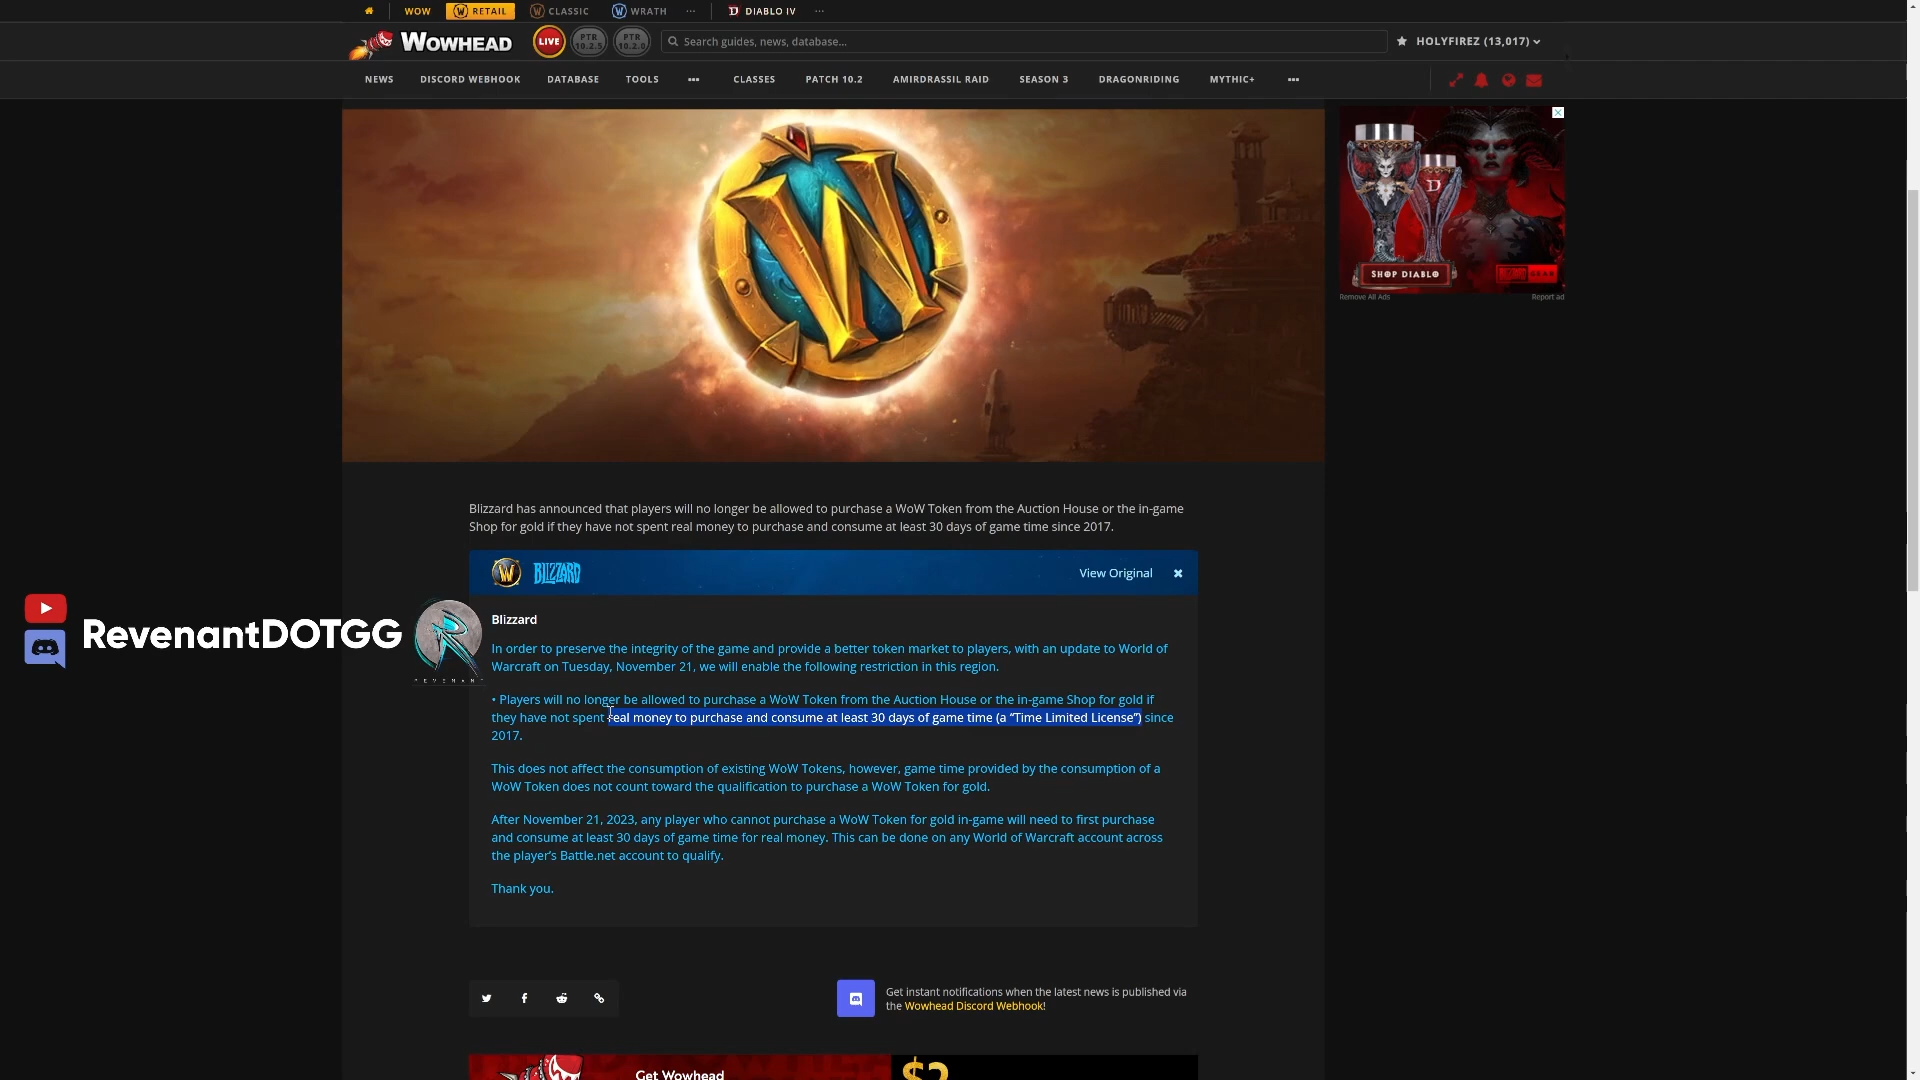 WOW
RETAIL
CLASSIC
WRATH
DIABLO IV
WOWHEAD
LIVE
PTR
10.2.5
PTR
10.2.0
Search guides, news, database...
HOLYFIREZ (13,017)
NEWS
DISCORD WEBHOOK
DATABASE
TOOLS
CLASSES
PATCH 10.2
AMIRDRASSIL RAID
SEASON 3
DRAGONRIDING
MYTHIC+
SHOP DIABLO
Remove All Ads
Report ad
Blizzard has announced that players will no longer be allowed to purchase a WoW Token from the Auction House or the in-game
Shop for gold if they have not spent real money to purchase and consume at least 30 days of game time since 2017.
BLIZZARD
View Original
Blizzard
In order to preserve the integrity of the game and provide a better token market to players, with an update to World of
Warcraft on Tuesday, November 21, we will enable the following restriction in this region.
• Players will no longer be allowed to purchase a WoW Token from the Auction House or the in-game Shop for gold if
they have not spent real money to purchase and consume at least 30 days of game time (a “Time Limited License”) since
2017.
This does not affect the consumption of existing WoW Tokens, however, game time provided by the consumption of a
WoW Token does not count toward the qualification to purchase a WoW Token for gold.
After November 21, 2023, any player who cannot purchase a WoW Token for gold in-game will need to first purchase
and consume at least 30 days of game time for real money. This can be done on any World of Warcraft account across
the player’s Battle.net account to qualify.
Thank you.
RevenantDOTGG
REVENANT
Get instant notifications when the latest news is published via
the Wowhead Discord Webhook!
Get Wowhead
$2